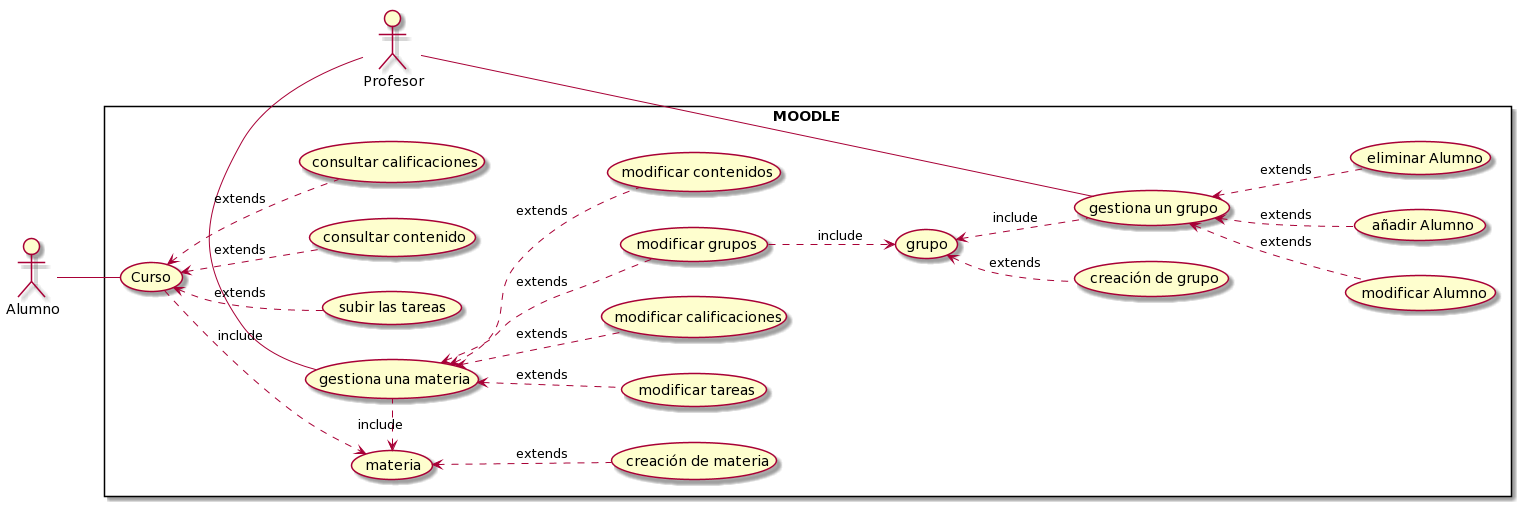 Profesor
MOODLE
consultar calificaciones
eliminar Alumno
modificar contenidos
extends
extends
extends
gestiona un grupo
extends
include
añadir Alumno
consultar contenido
modificar grupos
include
grupo
extends
extends
extends
Curso
creación de grupo
Alumno
extends
extends
modificar Alumno
subir las tareas
modificar calificaciones
include
extends
gestiona una materia
extends
modificar tareas
include
extends
materia
creación de materia